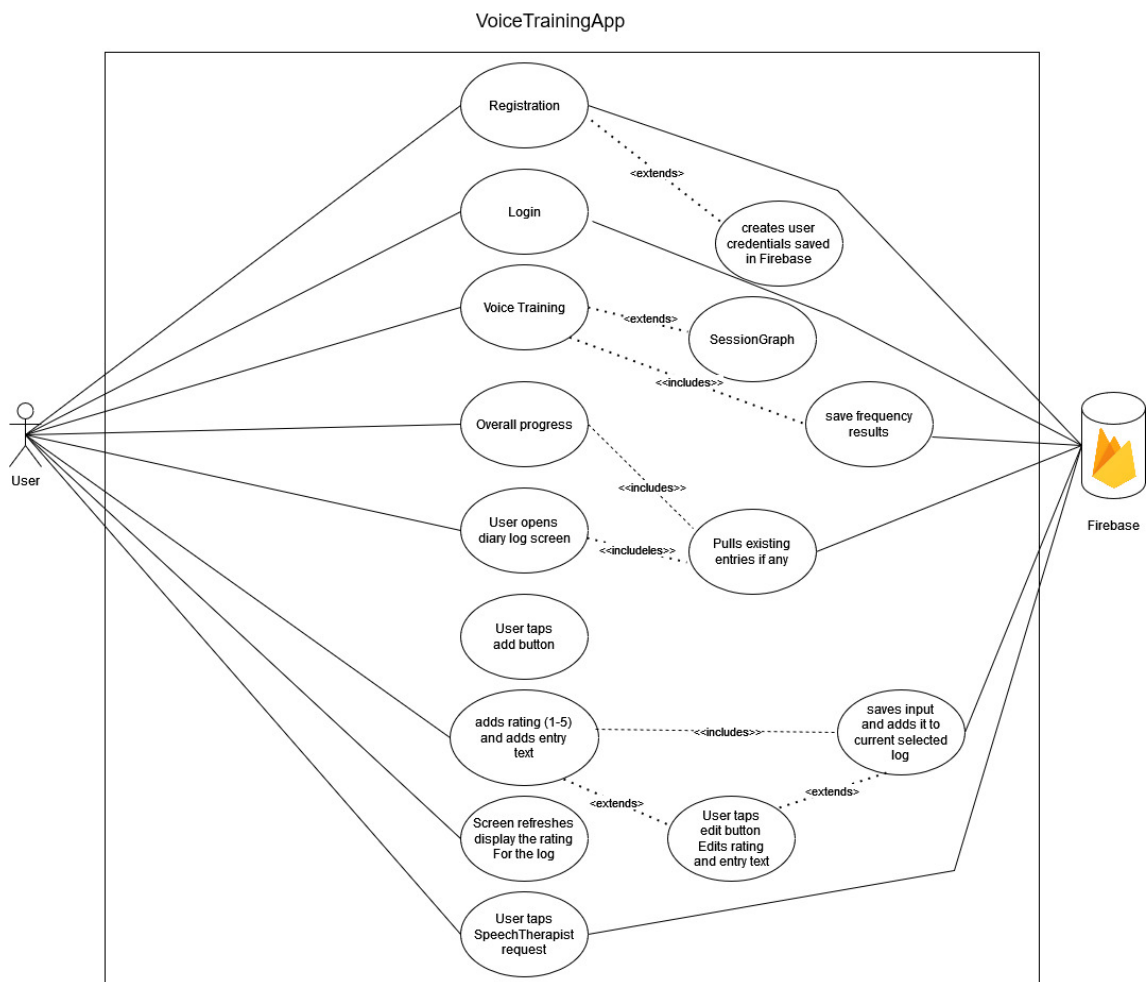 VoiceTrainingApp
Registration
<extends>
Login
creates user
credentials saved
in Firebase
Voice Training
<extends>
SessionGraph
<<includes>>
save frequency
results
Overall progress
User
<<includes>>
Firebase
User opens
diary log screen
<<includeles>>
Pulls existing
entries if any
User taps
add button
adds rating (1-5)
and adds entry
text
<<includes>>
saves input
and adds it to
current selected
log
<extends>
<extends>
Screen refreshes
display the rating
For the log
User taps
edit button
Edits rating
and entry text
User taps
SpeechTherapist
request